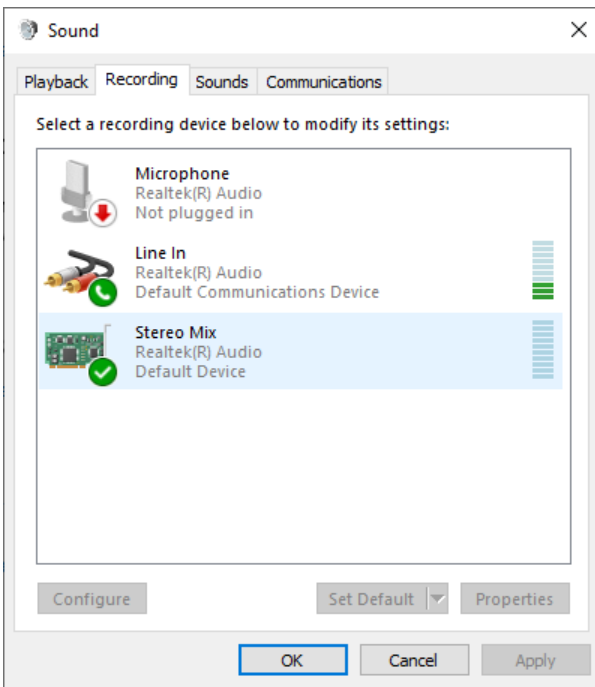 Sound
Playback Recording Sounds Communications
Select a recording device below to modify its settings:
Microphone
Realtek(R) Audio
Not plugged in
Line In
Realtek(R) Audio
Default Communications Device
Stereo Mix
Realtek(R) Audio
Default Device
Configure Set Default Properties
OK Cancel Apply